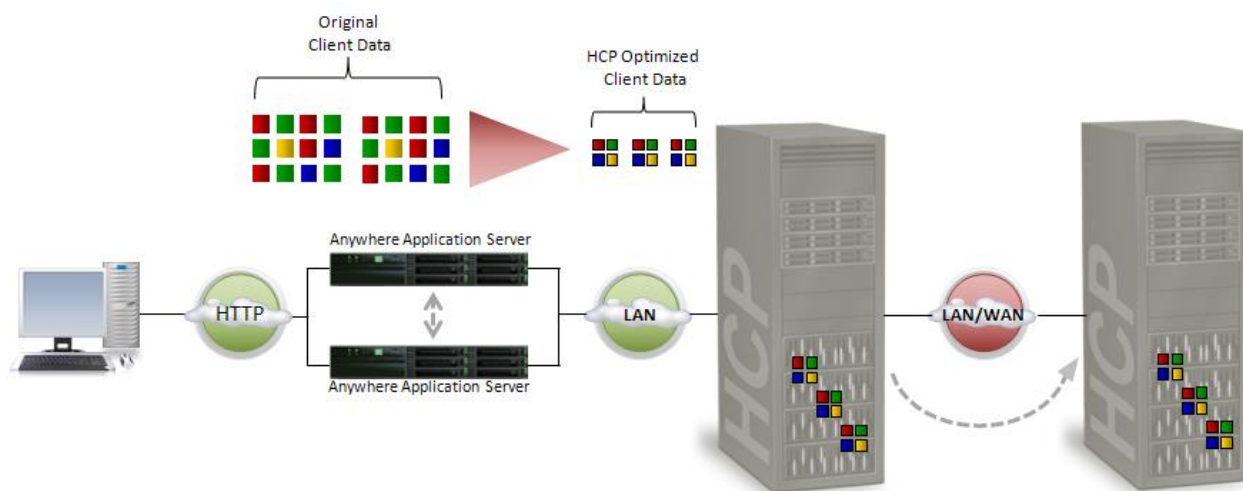 Original
Client Data
HCP Optimized
Client Data
Anywhere Application Server
HTTP
LAN
LAN/WAN
Anywhere Application Server
HCP
HCP